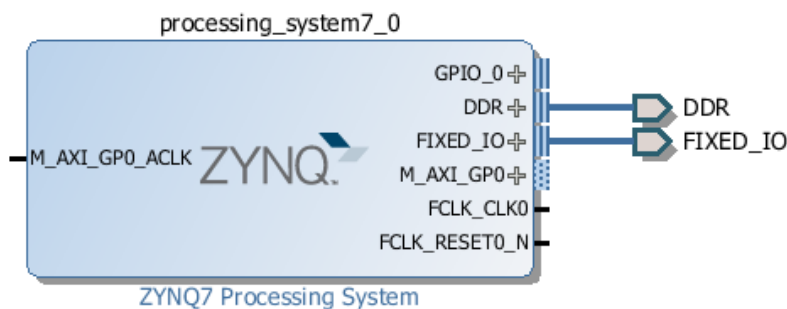 processing_system7_0
GPIO_0
DDR
DDR
FIXED_IO
FIXED_IO
M_AXI_GP0_ACLK
ZYNQ
M_AXI_GP0
FCLK_CLK0
FCLK_RESET0_N
ZYNQ7 Processing System